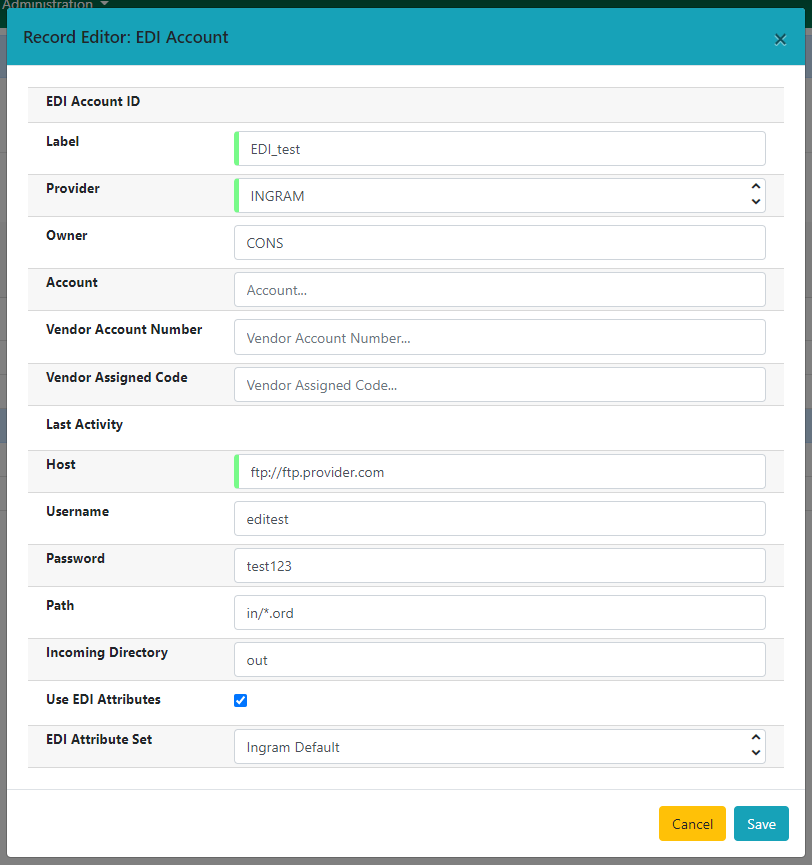 Administration
Record Editor: EDI Account
×
EDI Account ID
Label
EDI_test
Provider
INGRAM
Owner
CONS
Account
Account...
Vendor Account Number
Vendor Account Number...
Vendor Assigned Code
Vendor Assigned Code...
Last Activity
Host
ftp://ftp.provider.com
Username
editest
Password
test123
Path
in/*.ord
Incoming Directory
out
Use EDI Attributes
EDI Attribute Set
Ingram Default
Cancel
Save